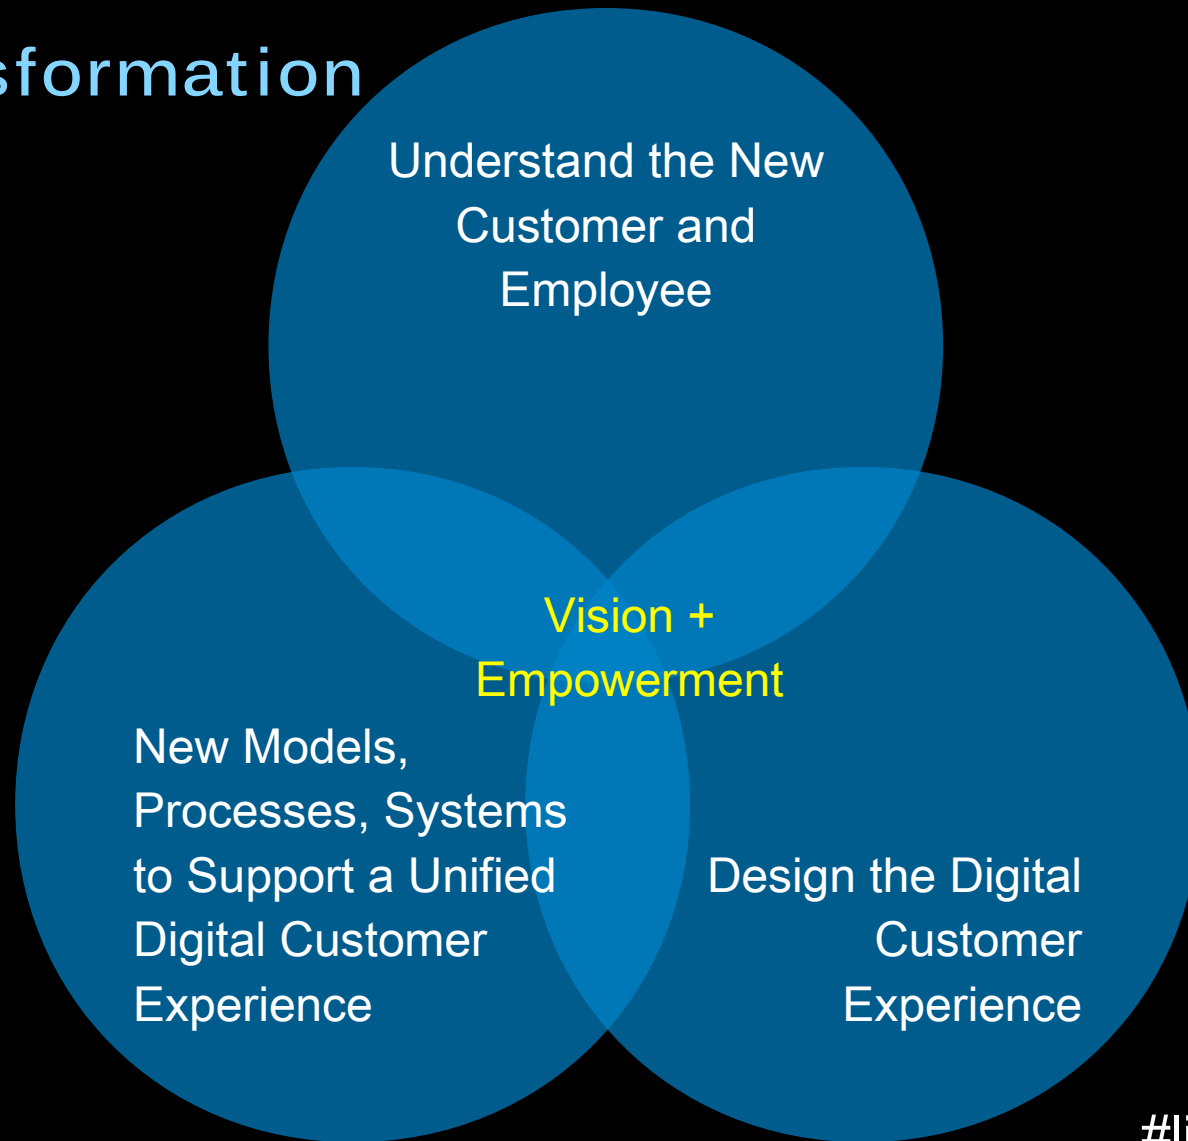 sformation
Understand the New
Customer and
Employee
Vision +
Empowerment
New Models,
Processes, Systems
to Support a Unified
Digital Customer
Experience
Design the Digital
Customer
Experience
#li